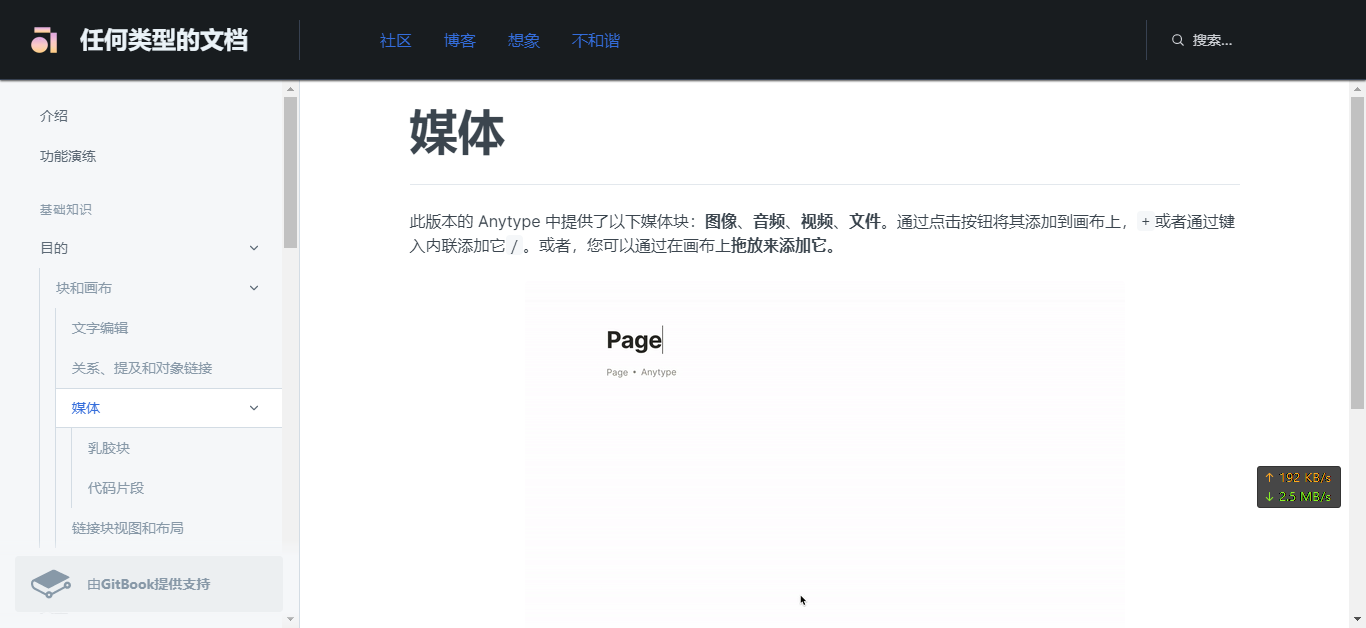 任何类型的文档
社区 博客 想象 不和谐
搜索...
介绍
功能演练
基础知识
目的
块和画布
文字编辑
关系、提及和对象链接
媒体
乳胶块
代码片段
链接块视图和布局
由GitBook提供支持
媒体
此版本的 Anytype 中提供了以下媒体块：图像、音频、视频、文件。通过点击按钮将其添加到画布上，+或者通过键
入内联添加它 / 。或者，您可以通过在画布上拖放来添加它。
Page
Page • Anytype
↑ 192 KB/s
↓ 2.5 MB/s